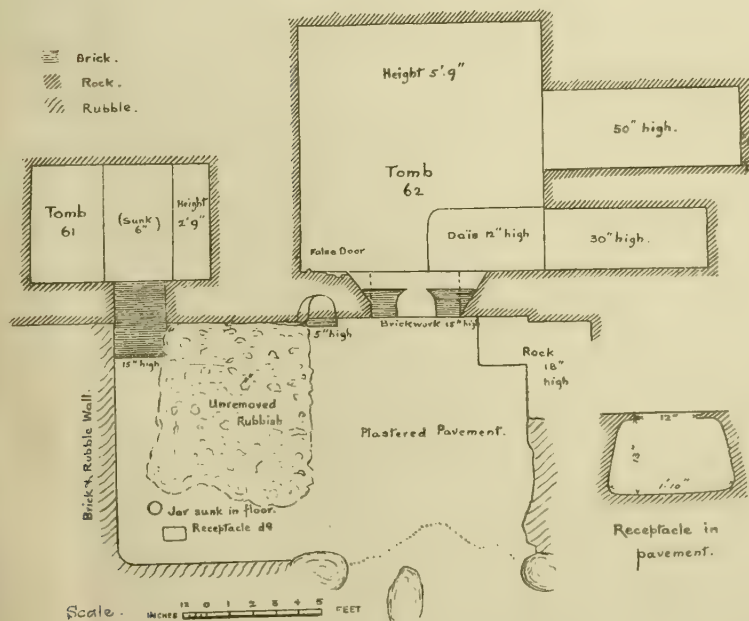 Brick.
Rock.
Rubble.
Height 5'.9"
50" high.
Tomb
62
Tomb
61
(Sunk
6")
Height
2'9"
False Door
Daïs 12" high
30" high.
15" high
5" high
Brickwork 18" high
Rock
18"
high
Unremoved
Rubbish
Plastered Pavement.
Brick & Rubble Wall.
Jar sunk in floor.
Receptacle do
12"
12"
1'·10"
Receptacle in
pavement.
Scale.
INCHES 12 0 1 2 3 4 5 FEET